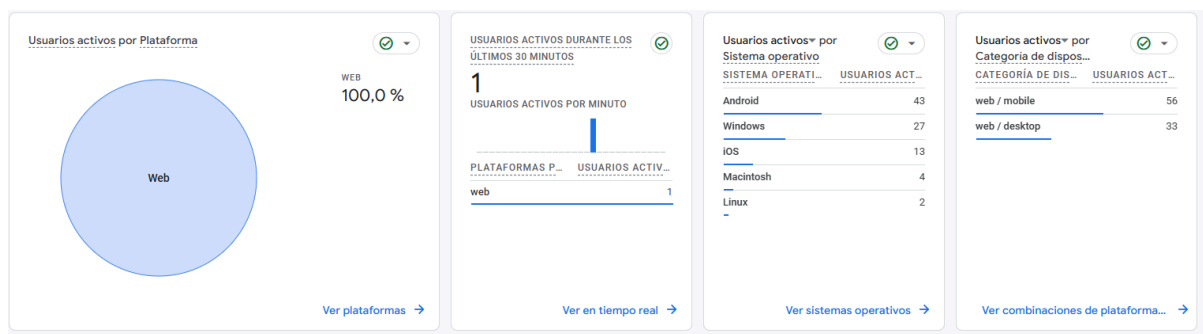 Usuarios activos por Plataforma
WEB
100,0 %
Web
Ver plataformas →
USUARIOS ACTIVOS DURANTE LOS
ÚLTIMOS 30 MINUTOS
1
USUARIOS ACTIVOS POR MINUTO
PLATAFORMAS P... USUARIOS ACTIV...
web 1
Ver en tiempo real →
Usuarios activos por
Sistema operativo
SISTEMA OPERATI... USUARIOS ACT...
Android 43
Windows 27
iOS 13
Macintosh 4
Linux 2
Ver sistemas operativos →
Usuarios activos por
Categoría de dispos...
CATEGORÍA DE DIS... USUARIOS ACT...
web / mobile 56
web / desktop 33
Ver combinaciones de plataforma... →